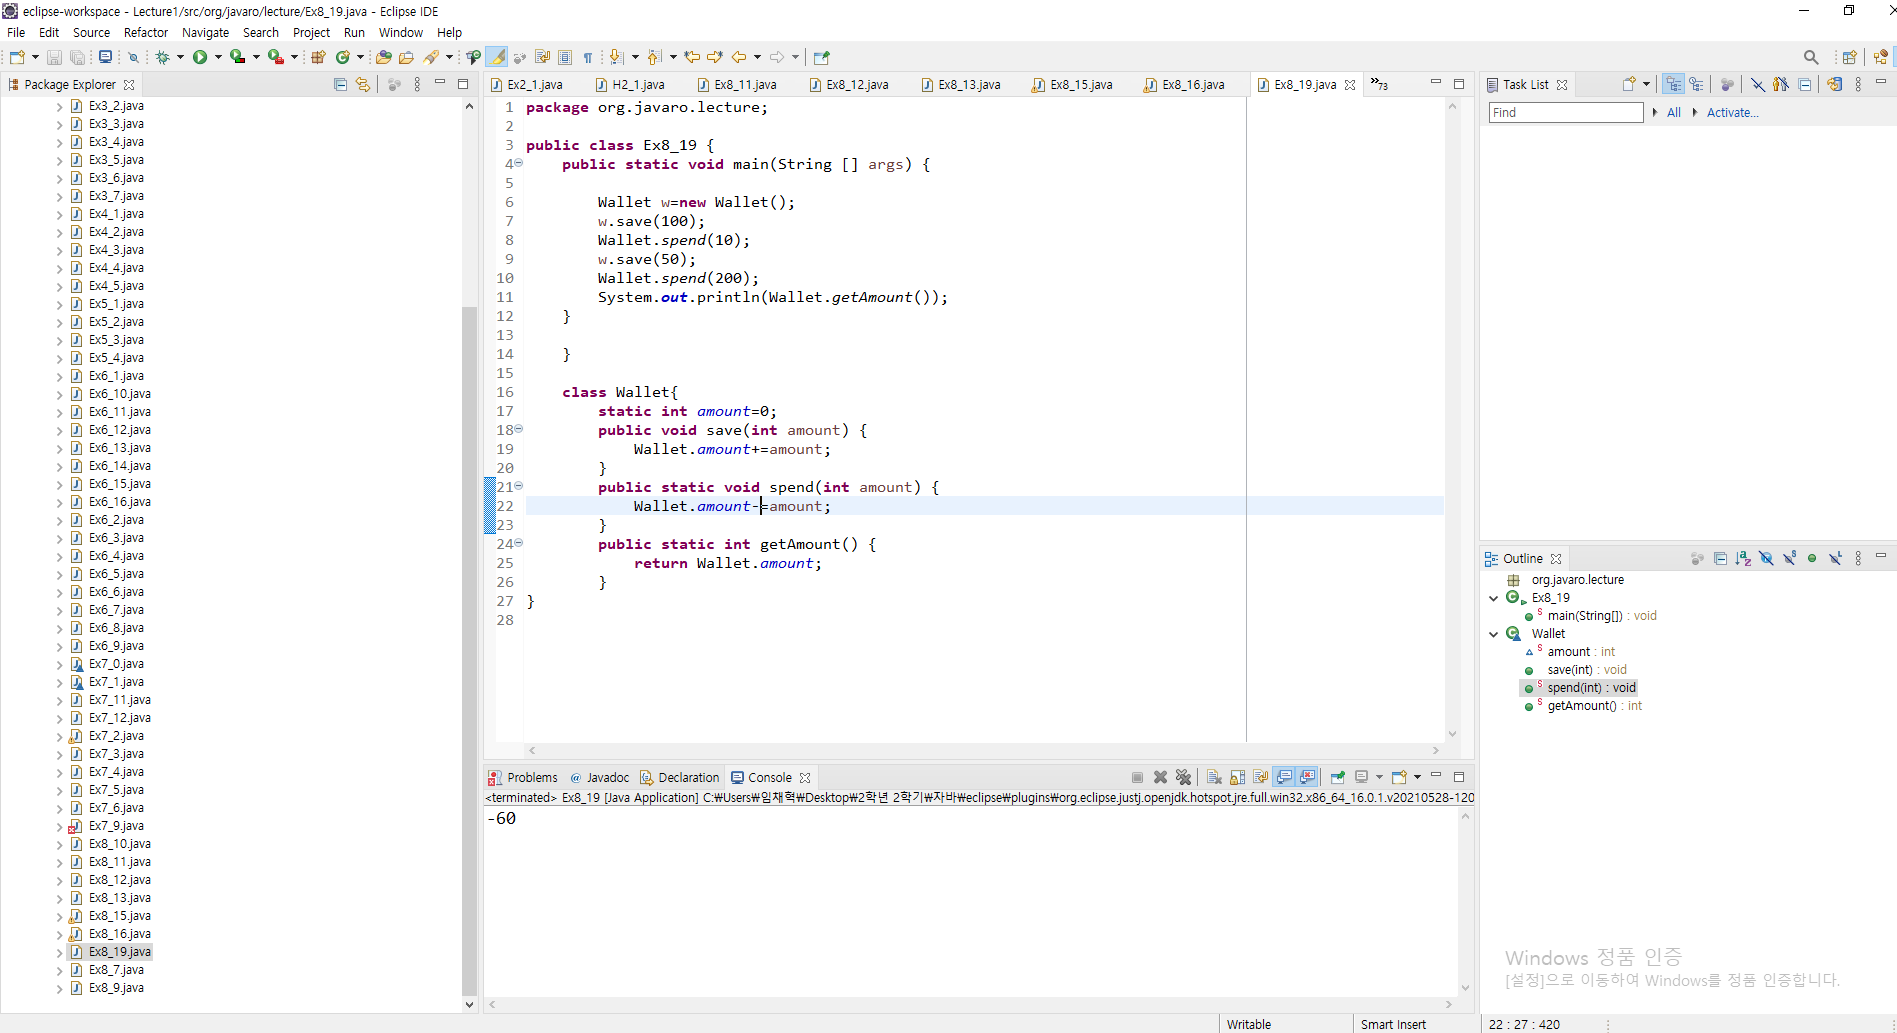 eclipse-workspace - Lecture1/src/org/javaro/lecture/Ex8_19.java - Eclipse IDE
File Edit Source Refactor Navigate Search Project Run Window Help
Package Explorer
Ex3_2.java
Ex3_3.java
Ex3_4.java
Ex3_5.java
Ex3_6.java
Ex3_7.java
Ex4_1.java
Ex4_2.java
Ex4_3.java
Ex4_4.java
Ex4_5.java
Ex5_1.java
Ex5_2.java
Ex5_3.java
Ex5_4.java
Ex6_1.java
Ex6_10.java
Ex6_11.java
Ex6_12.java
Ex6_13.java
Ex6_14.java
Ex6_15.java
Ex6_16.java
Ex6_2.java
Ex6_3.java
Ex6_4.java
Ex6_5.java
Ex6_6.java
Ex6_7.java
Ex6_8.java
Ex6_9.java
Ex7_0.java
Ex7_1.java
Ex7_11.java
Ex7_12.java
Ex7_2.java
Ex7_3.java
Ex7_4.java
Ex7_5.java
Ex7_6.java
Ex7_9.java
Ex8_10.java
Ex8_11.java
Ex8_12.java
Ex8_13.java
Ex8_15.java
Ex8_16.java
Ex8_19.java
Ex8_7.java
Ex8_9.java
Ex2_1.java H2_1.java Ex8_11.java Ex8_12.java Ex8_13.java Ex8_15.java Ex8_16.java Ex8_19.java »73
1 package org.javaro.lecture;
2
3 public class Ex8_19 {
4 public static void main(String [] args) {
5
6 Wallet w=new Wallet();
7 w.save(100);
8 Wallet.spend(10);
9 w.save(50);
10 Wallet.spend(200);
11 System.out.println(Wallet.getAmount());
12 }
13
14 }
15
16 class Wallet{
17 static int amount=0;
18 public void save(int amount) {
19 Wallet.amount+=amount;
20 }
21 public static void spend(int amount) {
22 Wallet.amount-=amount;
23 }
24 public static int getAmount() {
25 return Wallet.amount;
26 }
27 }
28
Problems @ Javadoc Declaration Console
<terminated> Ex8_19 [Java Application] C:₩Users₩임채혁₩Desktop₩2학년 2학기₩자바₩eclipse₩plugins₩org.eclipse.justj.openjdk.hotspot.jre.full.win32.x86_64_16.0.1.v20210528-120
-60
Task List
Find All Activate...
Outline
org.javaro.lecture
Ex8_19
main(String[]) : void
Wallet
amount : int
save(int) : void
spend(int) : void
getAmount() : int
Windows 정품 인증
[설정]으로 이동하여 Windows를 정품 인증합니다.
Writable Smart Insert 22 : 27 : 420